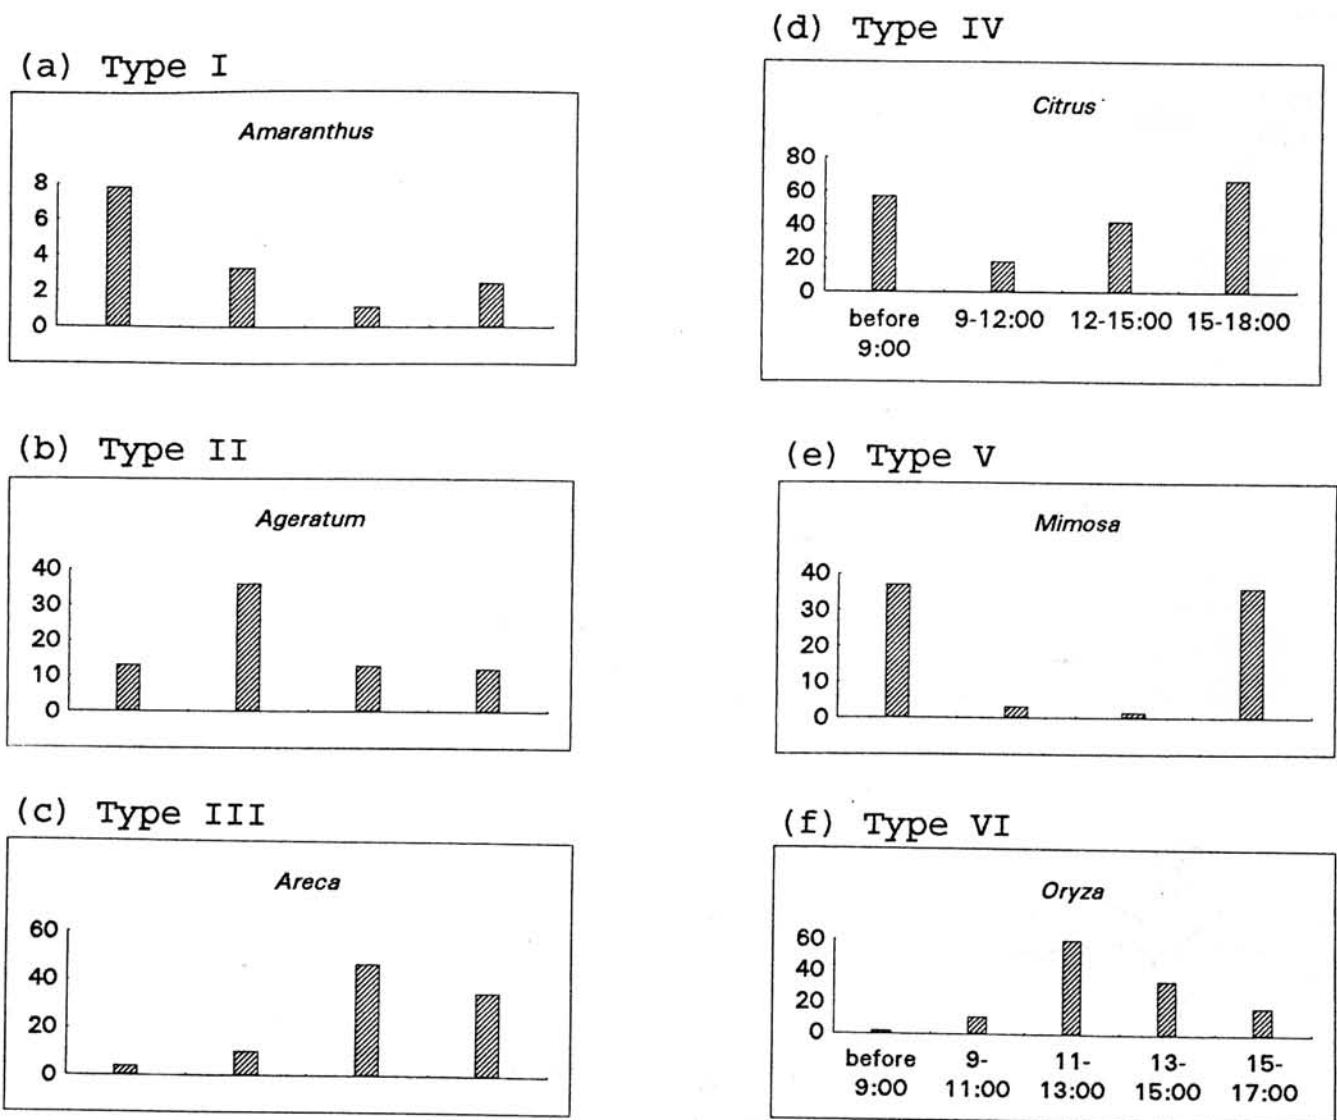 (a) Type I
Amaranthus
8
6
4
2
0
(b) Type II
Ageratum
40
30
20
10
0
(c) Type III
Areca
60
40
20
0
(d) Type IV
Citrus
80
60
40
20
0
before 9-12:00 12-15:00 15-18:00
9:00
(e) Type V
Mimosa
40
30
20
10
0
(f) Type VI
Oryza
60
40
20
0
before 9- 11- 13- 15-
9:00 11:00 13:00 15:00 17:00